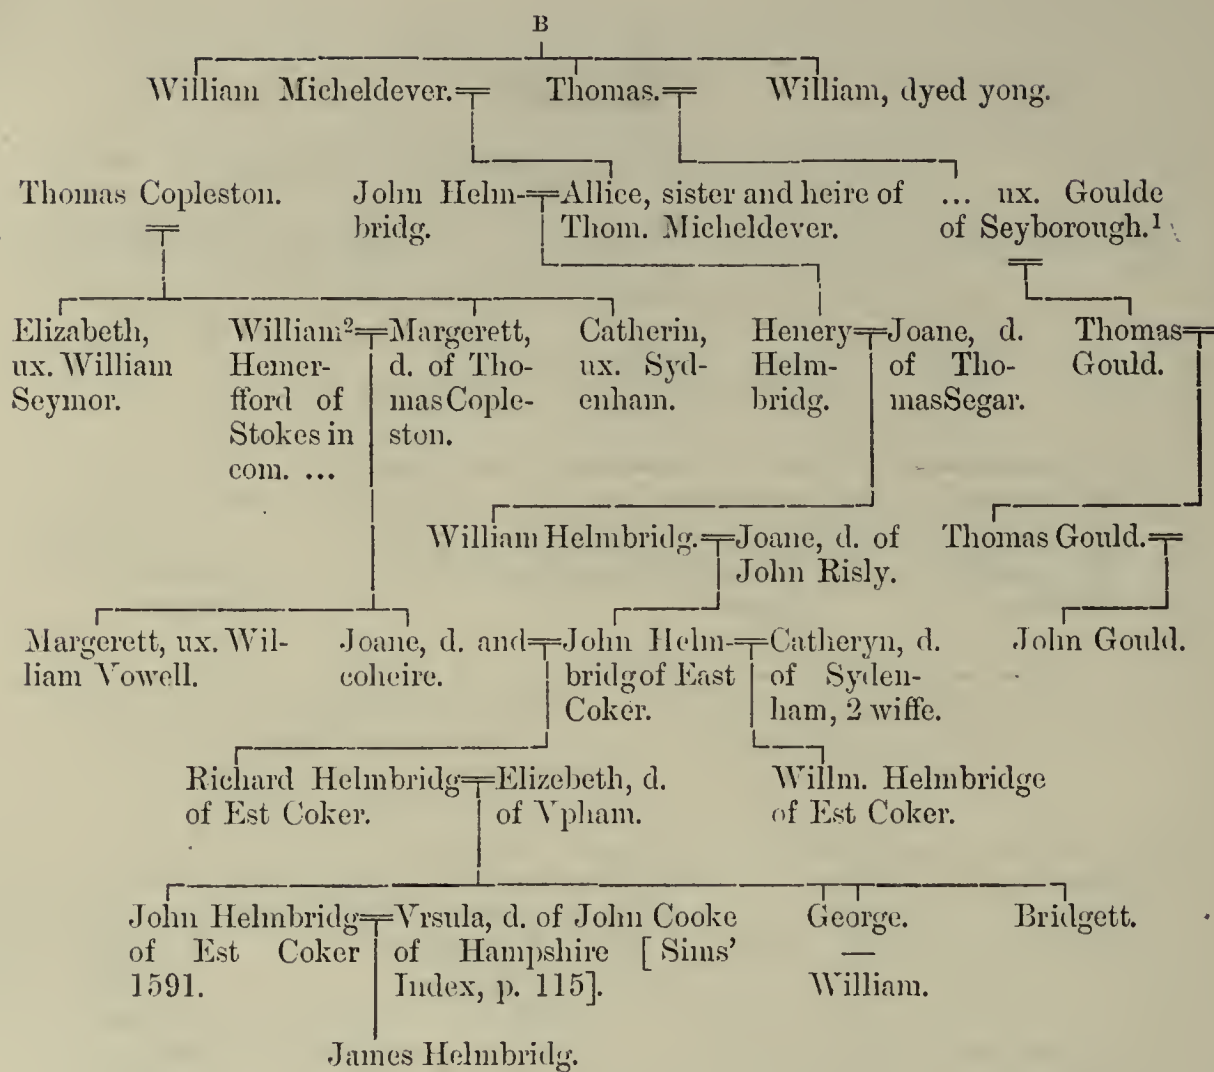 B
William Micheldever. Thomas. William, dyed yong.
Thomas Copleston.
John Helm-
bridg.
Allice, sister and heire of
Thom. Micheldever.
... ux. Goulde
of Seyborough.¹
Elizabeth,
ux. William
Seymor.
William²
Hemer-
fford of
Stokes in
com. ...
Margerett,
d. of Tho-
mas Cople-
ston.
Catherin,
ux. Syd-
enham.
Henery
Helm-
bridg.
Joane, d.
of Tho-
mas Segar.
Thomas
Gould.
William Helmbridg.
Joane, d. of
John Risly.
Thomas Gould.
Margerett, ux. Wil-
liam Vowell.
Joane, d. and
coheire.
John Helm-
bridg of East
Coker.
Catheryn, d.
of Syden-
ham, 2 wiffe.
John Gould.
Richard Helmbridg
of Est Coker.
Elizebeth, d.
of Vpham.
Willm. Helmbridge
of Est Coker.
John Helmbridg
of Est Coker
1591.
Vrsula, d. of John Cooke
of Hampshire [Sims'
Index, p. 115].
George.
—
William.
Bridgett.
James Helmbridg.